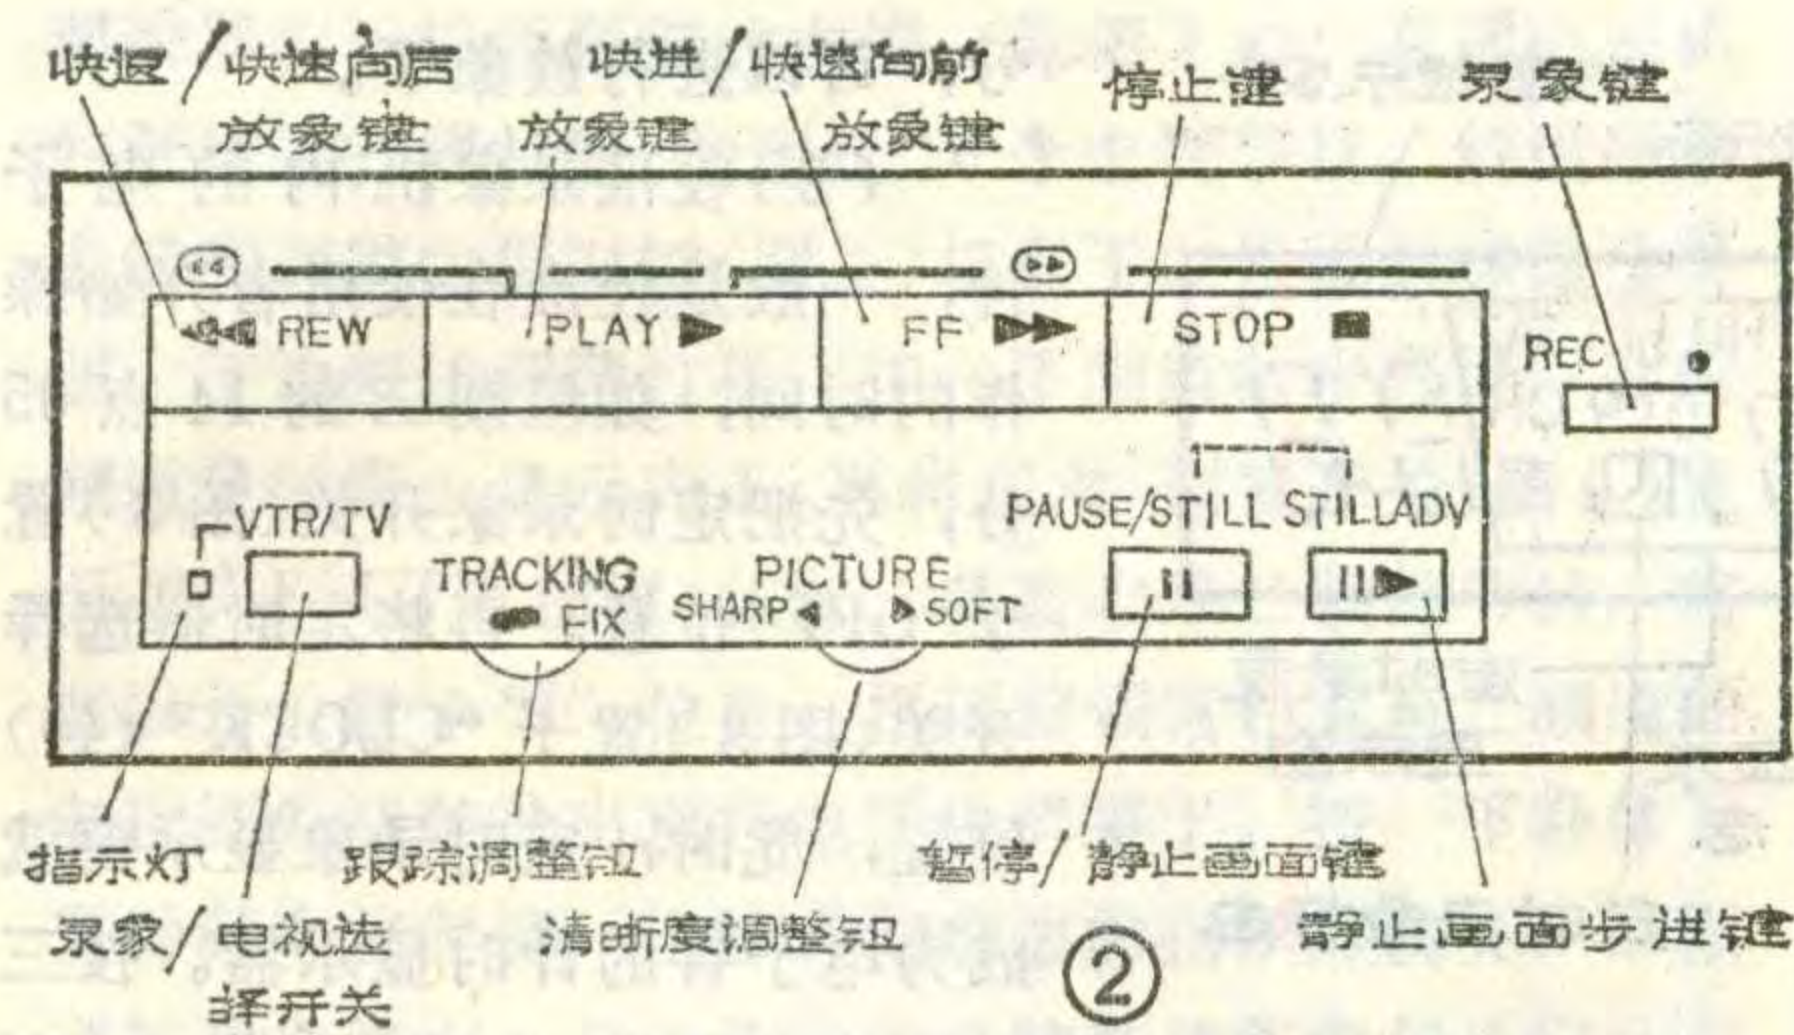 快返/快速向后
放象键
放象键
快进/快速向前
放象键
停止键
录象键
REW
PLAY
FF
STOP
REC
VTR/TV
TRACKING
FIX
PICTURE
SHARP
SOFT
PAUSE/STILL
STILLADV
指示灯
录象/电视选
择开关
跟踪调整钮
清晰度调整钮
暂停/静止画面键
静止画面步进键
②